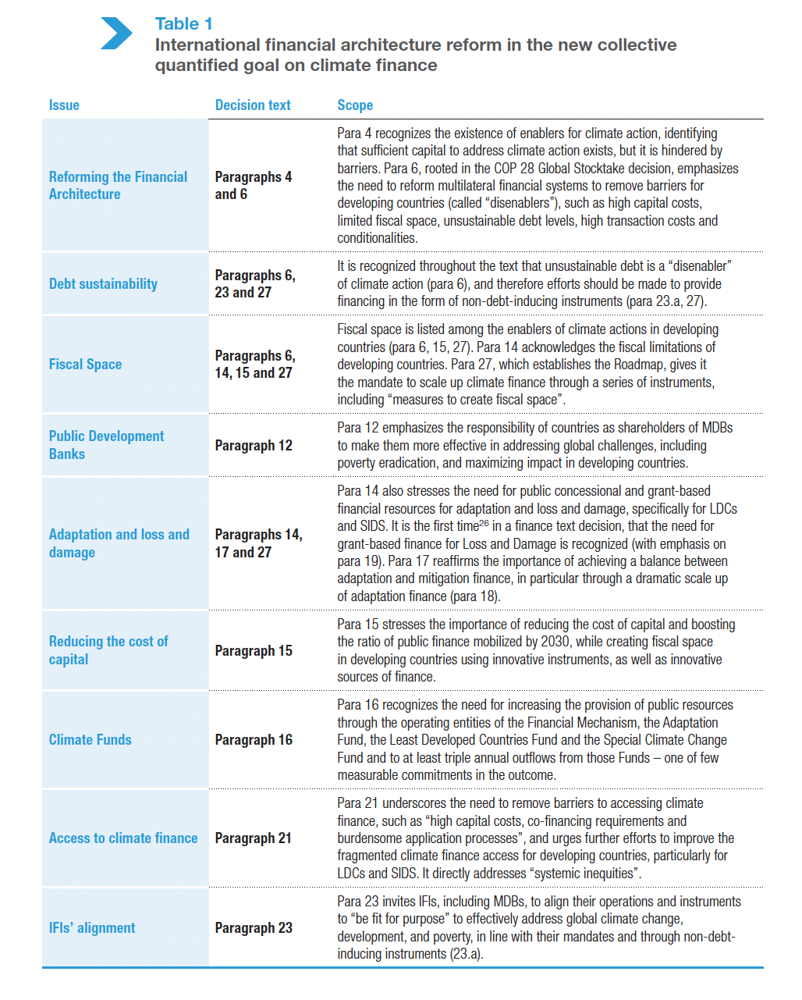 Table 1
International financial architecture reform in the new collective
quantified goal on climate finance
Issue
Decision text
Scope
Reforming the Financial
Architecture
Paragraphs 4
and 6
Para 4 recognizes the existence of enablers for climate action, identifying
that sufficient capital to address climate action exists, but it is hindered by
barriers. Para 6, rooted in the COP 28 Global Stocktake decision, emphasizes
the need to reform multilateral financial systems to remove barriers for
developing countries (called “disenablers”), such as high capital costs,
limited fiscal space, unsustainable debt levels, high transaction costs and
conditionalities.
Debt sustainability
Paragraphs 6,
23 and 27
It is recognized throughout the text that unsustainable debt is a “disenabler”
of climate action (para 6), and therefore efforts should be made to provide
financing in the form of non-debt-inducing instruments (para 23.a, 27).
Fiscal Space
Paragraphs 6,
14, 15 and 27
Fiscal space is listed among the enablers of climate actions in developing
countries (para 6, 15, 27). Para 14 acknowledges the fiscal limitations of
developing countries. Para 27, which establishes the Roadmap, gives it
the mandate to scale up climate finance through a series of instruments,
including “measures to create fiscal space”.
Public Development
Banks
Paragraph 12
Para 12 emphasizes the responsibility of countries as shareholders of MDBs
to make them more effective in addressing global challenges, including
poverty eradication, and maximizing impact in developing countries.
Adaptation and loss and
damage
Paragraphs 14,
17 and 27
Para 14 also stresses the need for public concessional and grant-based
financial resources for adaptation and loss and damage, specifically for LDCs
and SIDS. It is the first time26 in a finance text decision, that the need for
grant-based finance for Loss and Damage is recognized (with emphasis on
para 19). Para 17 reaffirms the importance of achieving a balance between
adaptation and mitigation finance, in particular through a dramatic scale up
of adaptation finance (para 18).
Reducing the cost of
capital
Paragraph 15
Para 15 stresses the importance of reducing the cost of capital and boosting
the ratio of public finance mobilized by 2030, while creating fiscal space
in developing countries using innovative instruments, as well as innovative
sources of finance.
Climate Funds
Paragraph 16
Para 16 recognizes the need for increasing the provision of public resources
through the operating entities of the Financial Mechanism, the Adaptation
Fund, the Least Developed Countries Fund and the Special Climate Change
Fund and to at least triple annual outflows from those Funds – one of few
measurable commitments in the outcome.
Access to climate finance
Paragraph 21
Para 21 underscores the need to remove barriers to accessing climate
finance, such as “high capital costs, co-financing requirements and
burdensome application processes”, and urges further efforts to improve the
fragmented climate finance access for developing countries, particularly for
LDCs and SIDS. It directly addresses “systemic inequities”.
IFIs’ alignment
Paragraph 23
Para 23 invites IFIs, including MDBs, to align their operations and instruments
to “be fit for purpose” to effectively address global climate change,
development, and poverty, in line with their mandates and through non-debt-
inducing instruments (23.a).